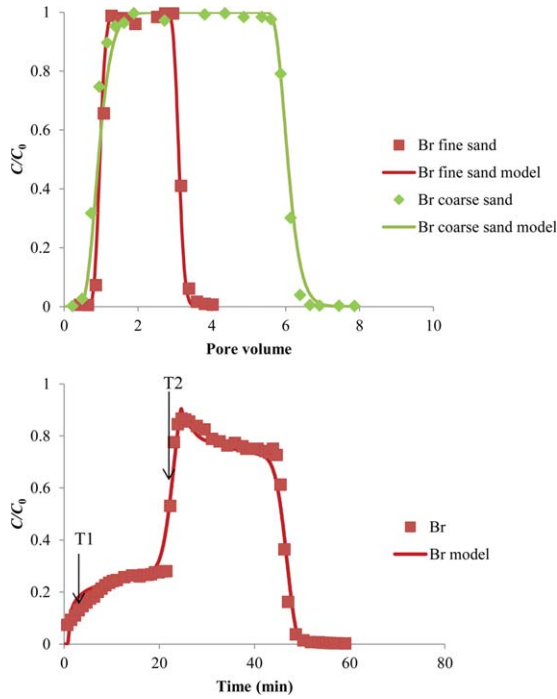 1
0.8
0.6
0.4
0.2
0
C/C0
0 2 4 6 8 10
Pore volume
Br fine sand
Br fine sand model
Br coarse sand
Br coarse sand model
1
0.8
0.6
0.4
0.2
0
C/C0
T1
T2
0 20 40 60 80
Time (min)
Br
Br model